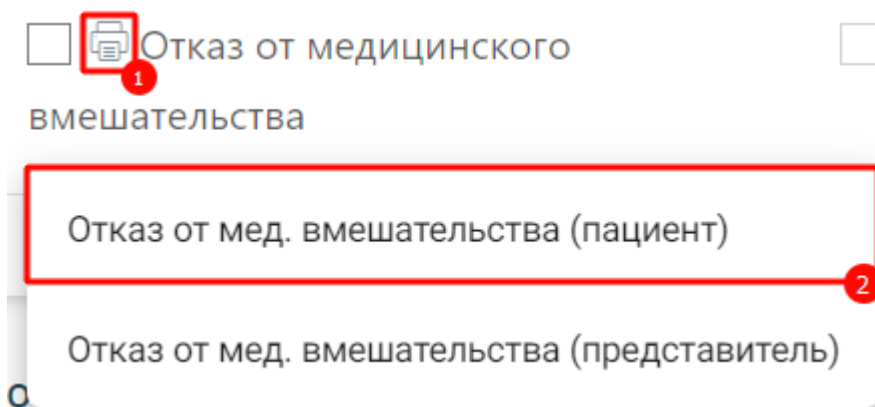 Отказ от медицинского
1
вмешательства
Отказ от мед. вмешательства (пациент)
2
Отказ от мед. вмешательства (представитель)
о